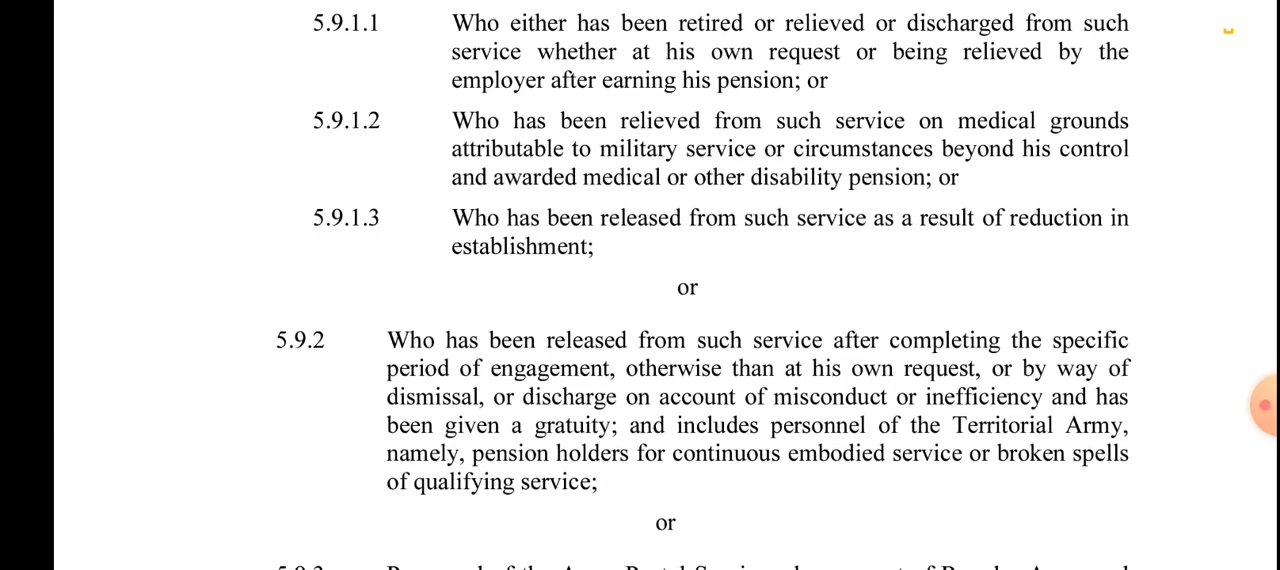 5.9.1.1 Who either has been retired or relieved or discharged from such
service whether at his own request or being relieved by the
employer after earning his pension; or
5.9.1.2 Who has been relieved from such service on medical grounds
attributable to military service or circumstances beyond his control
and awarded medical or other disability pension; or
5.9.1.3 Who has been released from such service as a result of reduction in
establishment;
or
5.9.2 Who has been released from such service after completing the specific
period of engagement, otherwise than at his own request, or by way of
dismissal, or discharge on account of misconduct or inefficiency and has
been given a gratuity; and includes personnel of the Territorial Army,
namely, pension holders for continuous embodied service or broken spells
of qualifying service;
or